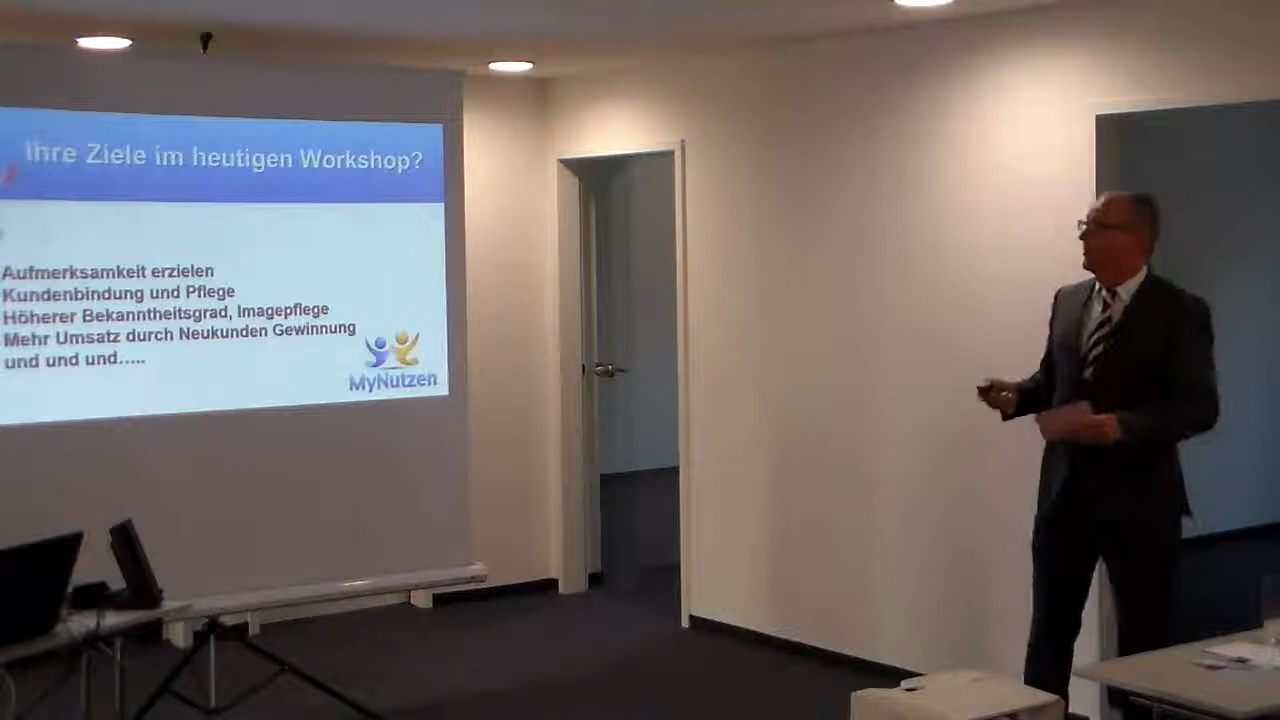 Ihre Ziele im heutigen Workshop?
Aufmerksamkeit erzielen
Kundenbindung und Pflege
Höherer Bekanntheitsgrad, Imagepflege
Mehr Umsatz durch Neukunden Gewinnung
und und und.....
MyNutzen